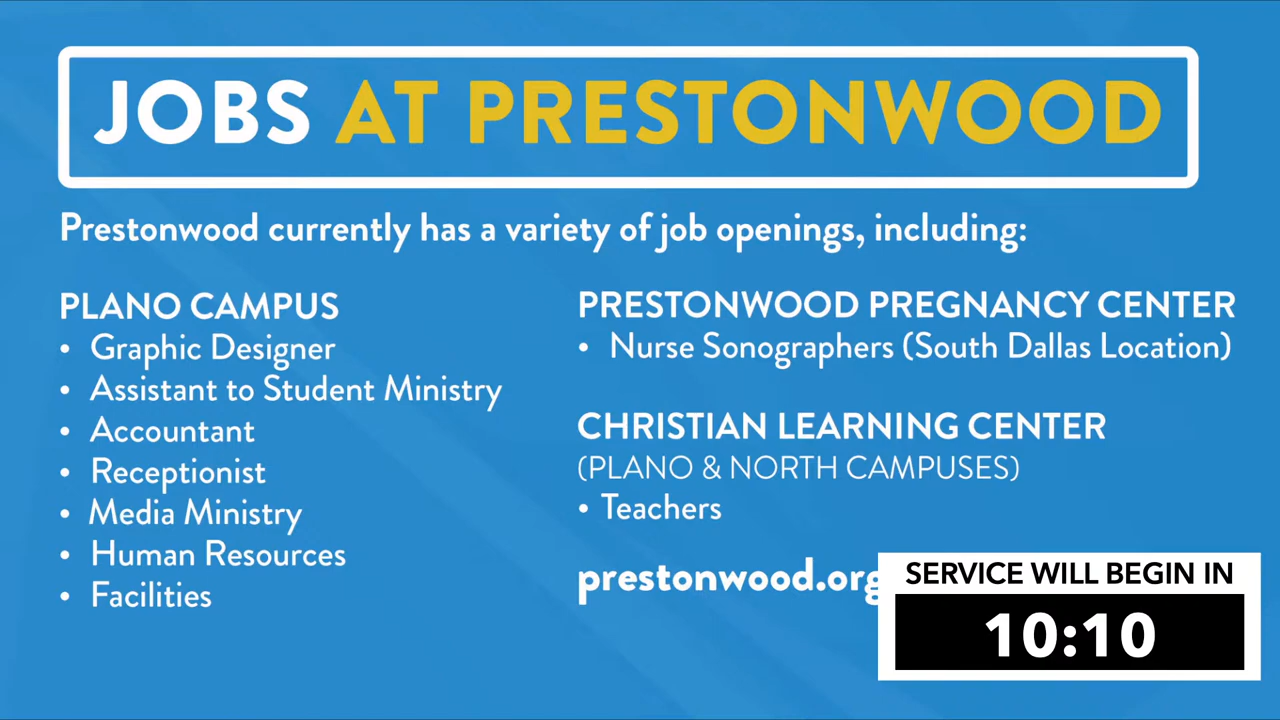 JOBS AT PRESTONWOOD
Prestonwood currently has a variety of job openings, including:
PLANO CAMPUS
• Graphic Designer
• Assistant to Student Ministry
• Accountant
• Receptionist
• Media Ministry
• Human Resources
• Facilities
PRESTONWOOD PREGNANCY CENTER
• Nurse Sonographers (South Dallas Location)
CHRISTIAN LEARNING CENTER
(PLANO & NORTH CAMPUSES)
• Teachers
prestonwood.org
SERVICE WILL BEGIN IN
10:10